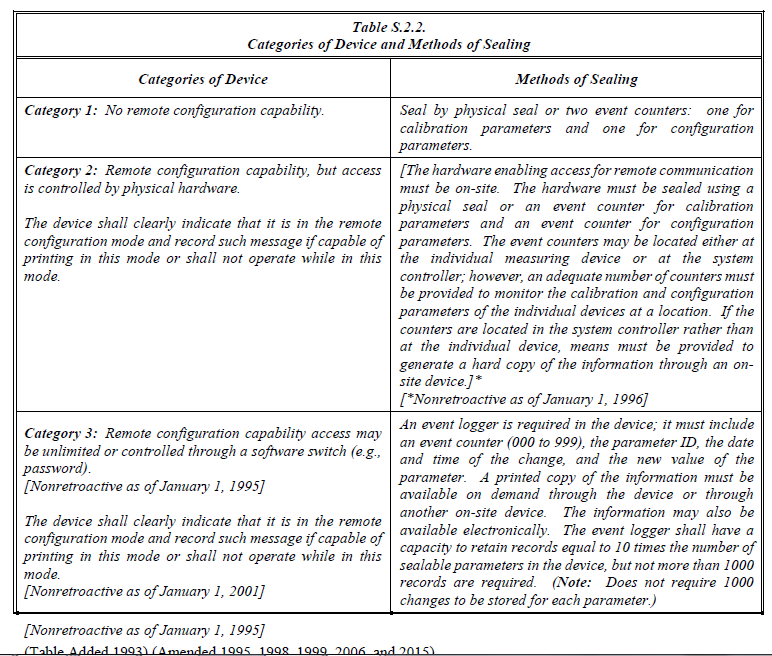 Table S.2.2.
Categories of Device and Methods of Sealing
Categories of Device
Methods of Sealing
Category 1: No remote configuration capability.
Seal by physical seal or two event counters: one for
calibration parameters and one for configuration
parameters.
Category 2: Remote configuration capability, but access
is controlled by physical hardware.
The device shall clearly indicate that it is in the remote
configuration mode and record such message if capable of
printing in this mode or shall not operate while in this
mode.
[The hardware enabling access for remote communication
must be on-site. The hardware must be sealed using a
physical seal or an event counter for calibration
parameters and an event counter for configuration
parameters. The event counters may be located either at
the individual measuring device or at the system
controller; however, an adequate number of counters must
be provided to monitor the calibration and configuration
parameters of the individual devices at a location. If the
counters are located in the system controller rather than
at the individual device, means must be provided to
generate a hard copy of the information through an on-
site device.]*
[*Nonretroactive as of January 1, 1996]
Category 3: Remote configuration capability access may
be unlimited or controlled through a software switch (e.g.,
password).
[Nonretroactive as of January 1, 1995]
The device shall clearly indicate that it is in the remote
configuration mode and record such message if capable of
printing in this mode or shall not operate while in this
mode.
[Nonretroactive as of January 1, 2001]
An event logger is required in the device; it must include
an event counter (000 to 999), the parameter ID, the date
and time of the change, and the new value of the
parameter. A printed copy of the information must be
available on demand through the device or through
another on-site device. The information may also be
available electronically. The event logger shall have a
capacity to retain records equal to 10 times the number of
sealable parameters in the device, but not more than 1000
records are required. (Note: Does not require 1000
changes to be stored for each parameter.)
[Nonretroactive as of January 1, 1995]
(Table Added 1993) (Amended 1995, 1998, 1999, 2006, and 2015)